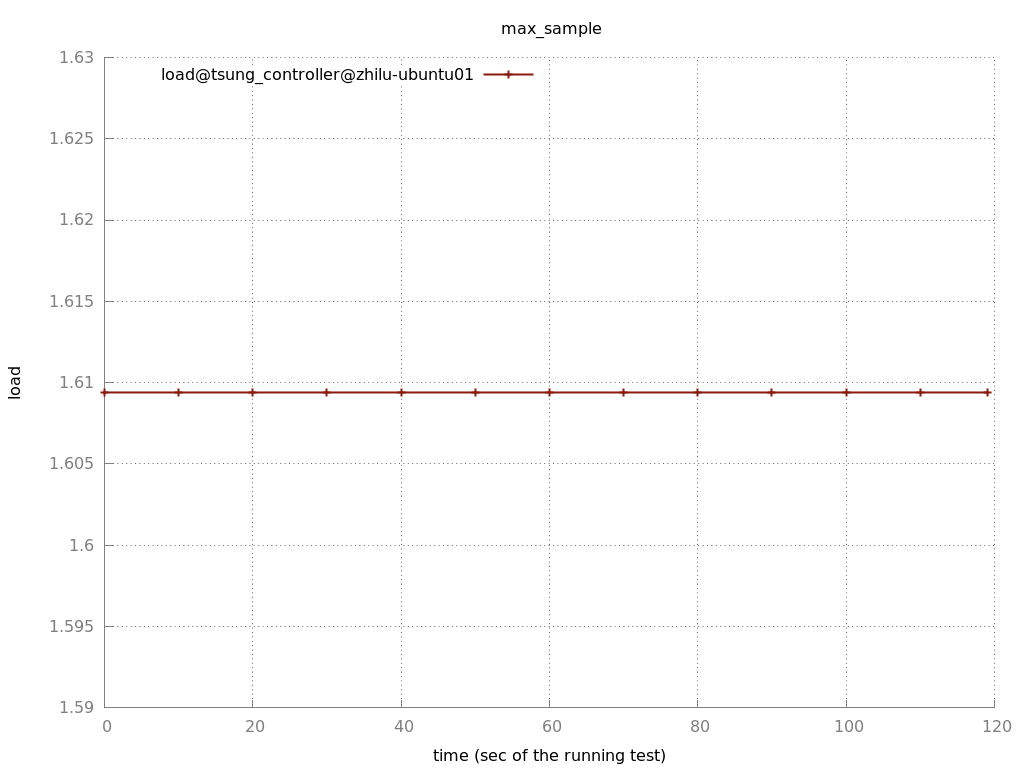 max_sample
load@tsung_controller@zhilu-ubuntu01
1.63
1.625
1.62
1.615
1.61
1.605
1.6
1.595
1.59
load
0 20 40 60 80 100 120
time (sec of the running test)